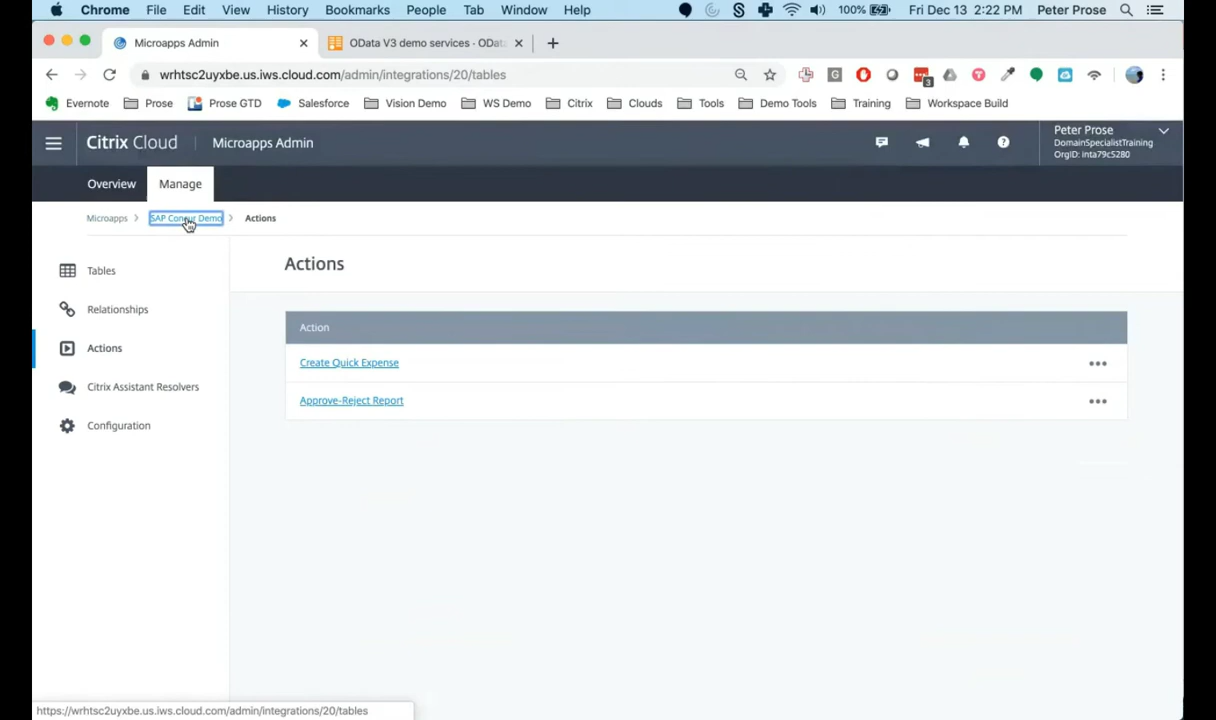 Chrome File Edit View History Bookmarks People Tab Window Help 100% Fri Dec 13 2:22 PM Peter Prose
Microapps Admin OData V3 demo services - OData
wrhtsc2uyxbe.us.iws.cloud.com/admin/integrations/20/tables
Evernote Prose Prose GTD Salesforce Vision Demo WS Demo Citrix Clouds Tools Demo Tools Training Workspace Build
Citrix Cloud Microapps Admin
Peter Prose
DomainSpecialistTraining
OrgID: inta79c5280
Overview Manage
Microapps > SAP Concur Demo > Actions
Tables
Relationships
Actions
Citrix Assistant Resolvers
Configuration
Actions
Action
Create Quick Expense
Approve-Reject Report
https://wrhtsc2uyxbe.us.iws.cloud.com/admin/integrations/20/tables